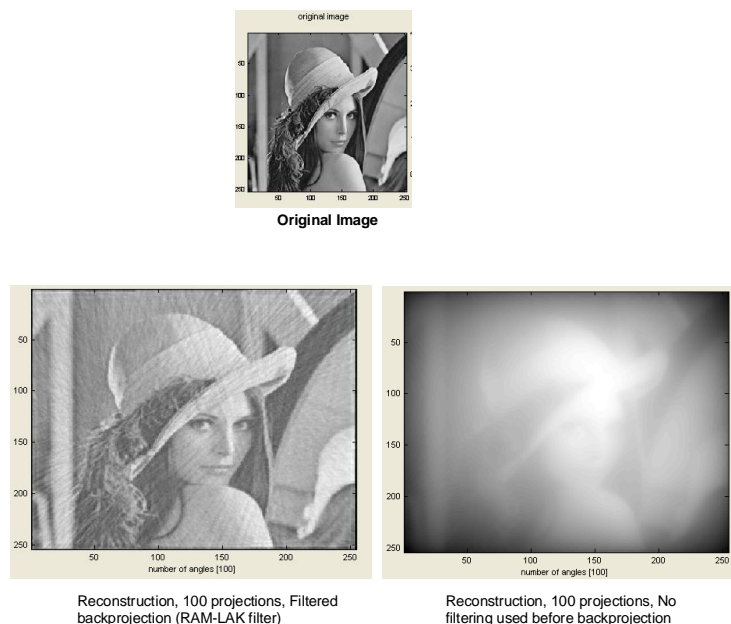 original image
50
100
150
200
250
50 100 150 200 250
Original Image
50
100
150
200
250
50 100 150 200 250
number of angles [100]
50
100
150
200
250
50 100 150 200 250
number of angles [100]
Reconstruction, 100 projections, Filtered
backprojection (RAM-LAK filter)
Reconstruction, 100 projections, No
filtering used before backprojection